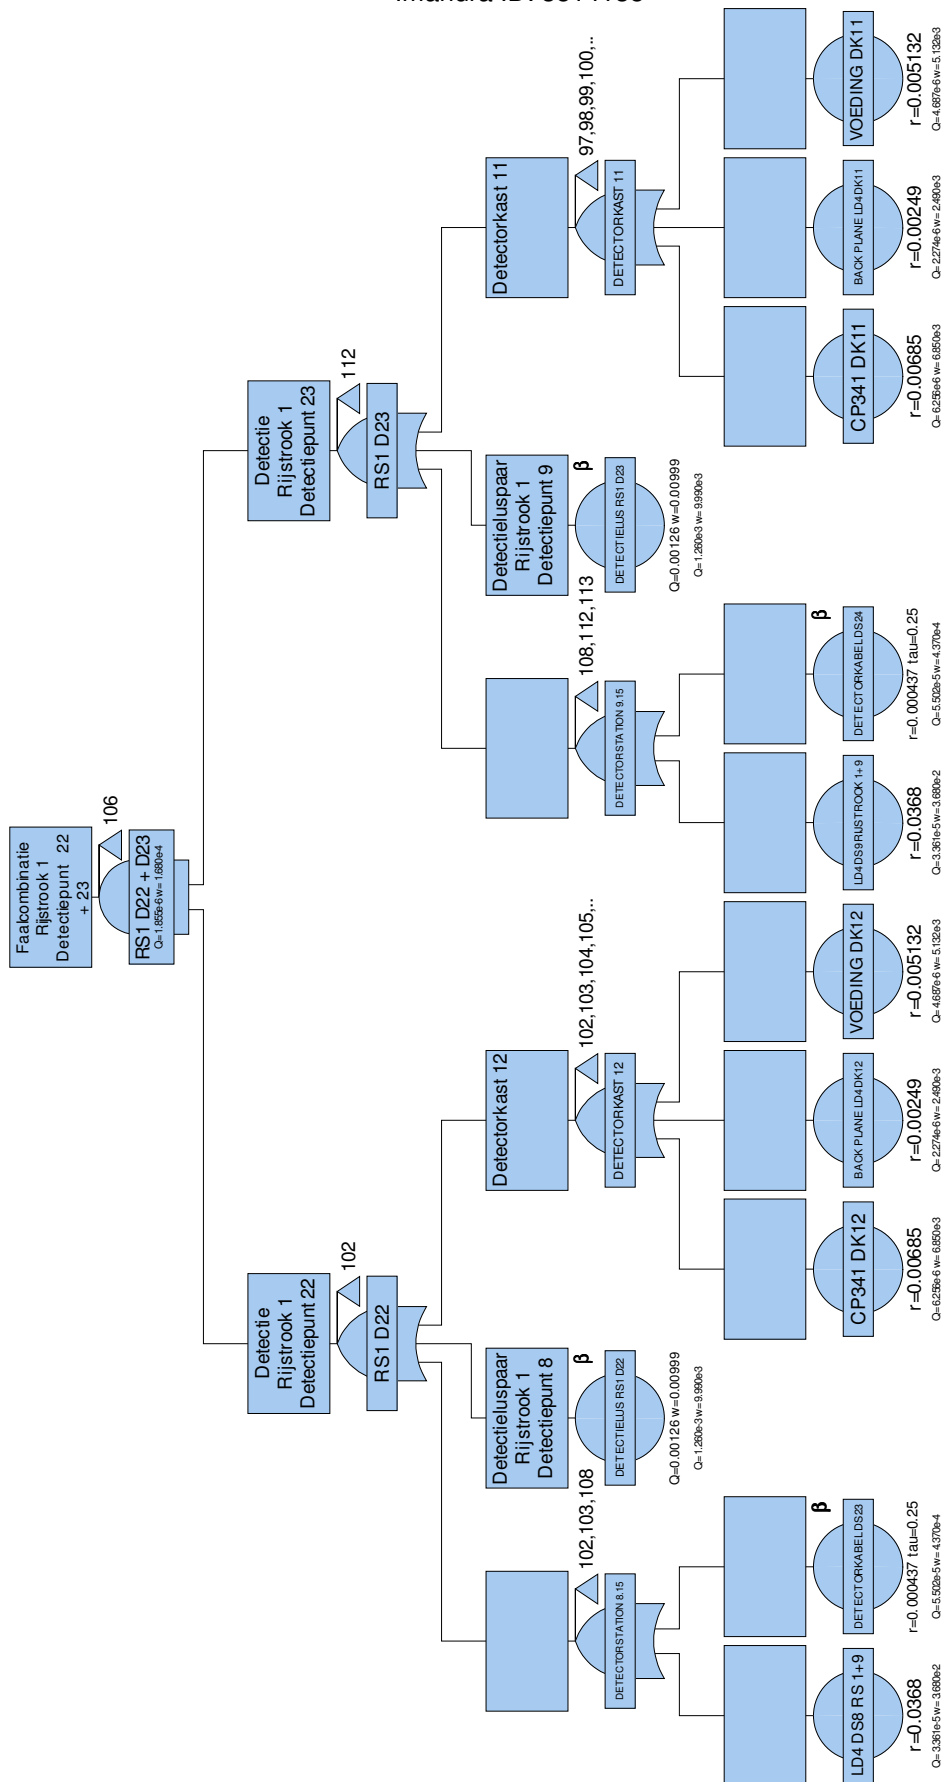 Faalcombinatie
Rijstrook 1
Detectiepunt 22
+ 23
106
RS1 D22 + D23
Q=1.855e-6 w=1.680e-4
Detectie
Rijstrook 1
Detectiepunt 22
102
RS1 D22
Detectie
Rijstrook 1
Detectiepunt 23
112
RS1 D23
102,103,108
DETECTORSTATION 8.15
Detectieluspaar
Rijstrook 1
Detectiepunt 8
β
DETECTIELUS RS1 D22
Q=0.00126 w=0.00999
Q=1.260e-3 w=9.990e-3
Detectorkast 12
102,103,104,105,..
DETECTORKAST 12
108,112,113
DETECTORSTATION 9.15
Detectieluspaar
Rijstrook 1
Detectiepunt 9
β
DETECTIELUS RS1 D23
Q=0.00126 w=0.00999
Q=1.260e-3 w=9.990e-3
Detectorkast 11
97,98,99,100,..
DETECTORKAST 11
LD4 DS8 RS 1+9
r=0.0368
Q=3.361e-5 w=3.680e-2
β
DETECTORKABEL DS23
r=0.000437 tau=0.25
Q=5.502e-5 w=4.370e-4
CP341 DK12
r=0.00685
Q=6.256e-6 w=6.850e-3
BACK PLANE LD4 DK12
r=0.00249
Q=2.274e-6 w=2.490e-3
VOEDING DK12
r=0.005132
Q=4.687e-6 w=5.132e-3
LD4 DS9 RIJSTROOK 1+9
r=0.0368
Q=3.361e-5 w=3.680e-2
β
DETECTORKABEL DS24
r=0.000437 tau=0.25
Q=5.502e-5 w=4.370e-4
CP341 DK11
r=0.00685
Q=6.256e-6 w=6.850e-3
BACK PLANE LD4 DK11
r=0.00249
Q=2.274e-6 w=2.490e-3
VOEDING DK11
r=0.005132
Q=4.687e-6 w=5.132e-3